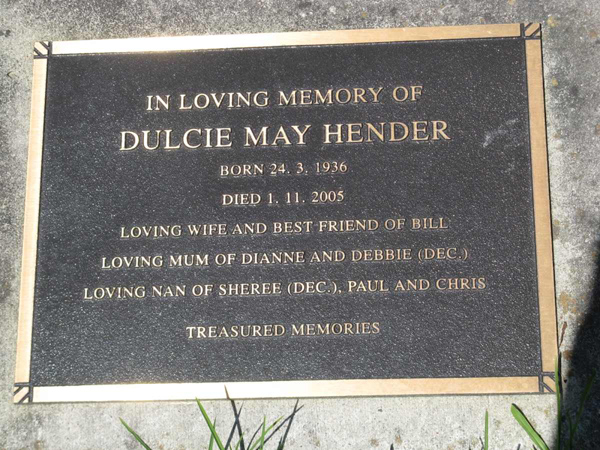 IN LOVING MEMORY OF
DULCIE MAY HENDER
BORN 24. 3. 1936
DIED 1. 11. 2005
LOVING WIFE AND BEST FRIEND OF BILL
LOVING MUM OF DIANNE AND DEBBIE (DEC.)
LOVING NAN OF SHEREE (DEC.), PAUL AND CHRIS
TREASURED MEMORIES